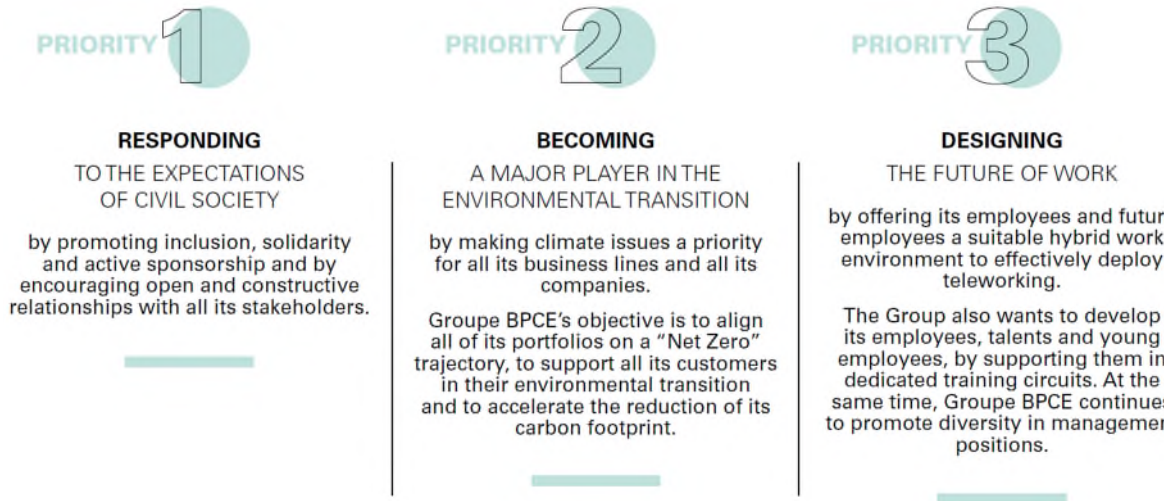 PRIORITY 1
RESPONDING
TO THE EXPECTATIONS
OF CIVIL SOCIETY
by promoting inclusion, solidarity
and active sponsorship and by
encouraging open and constructive
relationships with all its stakeholders.
PRIORITY 2
BECOMING
A MAJOR PLAYER IN THE
ENVIRONMENTAL TRANSITION
by making climate issues a priority
for all its business lines and all its
companies.
Groupe BPCE’s objective is to align
all of its portfolios on a “Net Zero”
trajectory, to support all its customers
in their environmental transition
and to accelerate the reduction of its
carbon footprint.
PRIORITY 3
DESIGNING
THE FUTURE OF WORK
by offering its employees and futur
employees a suitable hybrid work
environment to effectively deploy
teleworking.
The Group also wants to develop
its employees, talents and young
employees, by supporting them in
dedicated training circuits. At the
same time, Groupe BPCE continues
to promote diversity in managemen
positions.